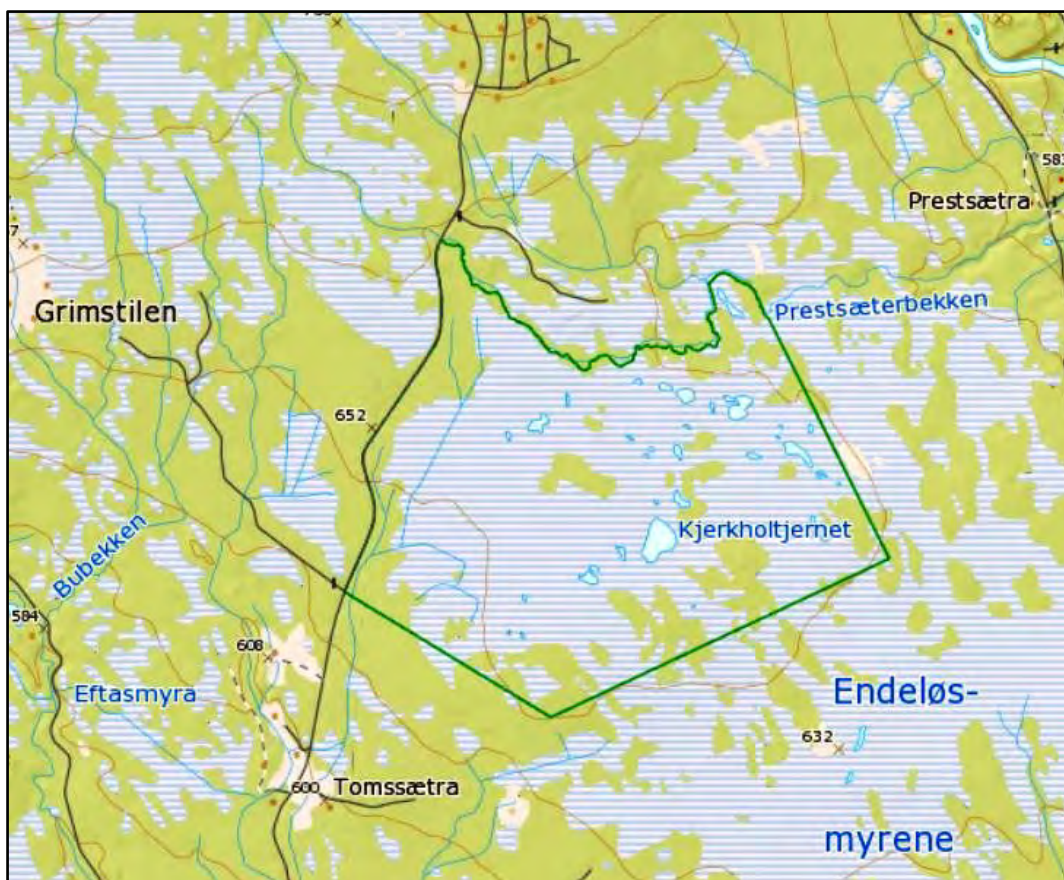 Prestsætra
Grimstilen
Prestsæterbekken
652
Kjerkholtjernet
Bubekken
584
608
Eftasmyra
Endeløs-
632
600
Tomssætra
myrene